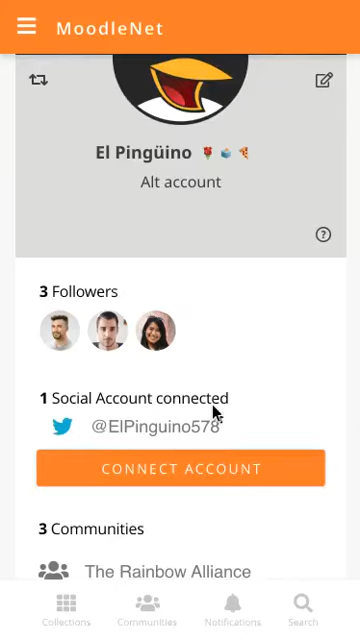 MoodleNet
El Pingüino
Alt account
3 Followers
1 Social Account connected
@ElPinguino578
CONNECT ACCOUNT
3 Communities
The Rainbow Alliance
Collections
Communities
Notifications
Search